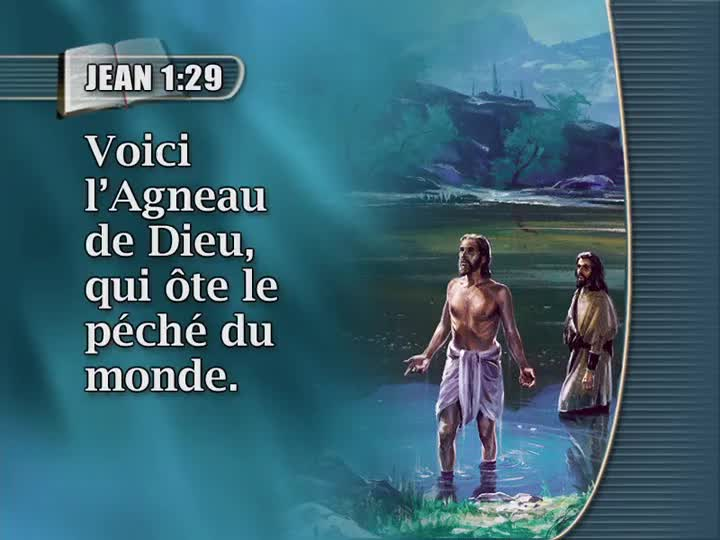 JEAN 1:29
Voici
l’Agneau
de Dieu,
qui ôte le
péché du
monde.